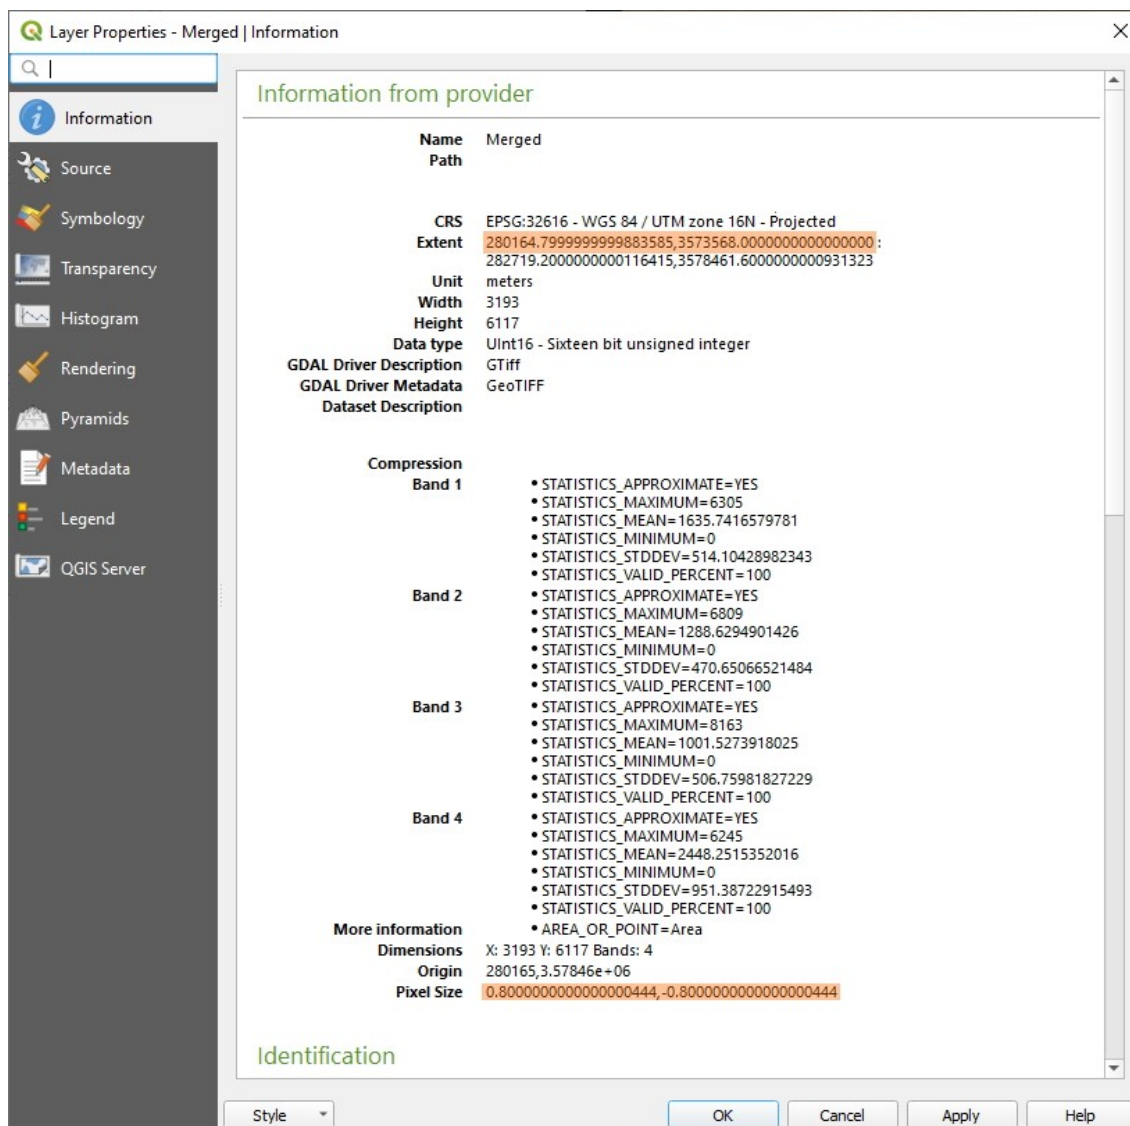 Layer Properties - Merged | Information
Information
Source
Symbology
Transparency
Histogram
Rendering
Pyramids
Metadata
Legend
QGIS Server
Information from provider
Name Merged
Path
CRS EPSG:32616 - WGS 84 / UTM zone 16N - Projected
Extent 280164.7999999999883585,3573568.0000000000000000 :
282719.2000000000116415,3578461.6000000000931323
Unit meters
Width 3193
Height 6117
Data type UInt16 - Sixteen bit unsigned integer
GDAL Driver Description GTiff
GDAL Driver Metadata GeoTIFF
Dataset Description
Compression
Band 1 • STATISTICS_APPROXIMATE=YES
• STATISTICS_MAXIMUM=6305
• STATISTICS_MEAN=1635.7416579781
• STATISTICS_MINIMUM=0
• STATISTICS_STDDEV=514.10428982343
• STATISTICS_VALID_PERCENT=100
Band 2 • STATISTICS_APPROXIMATE=YES
• STATISTICS_MAXIMUM=6809
• STATISTICS_MEAN=1288.6294901426
• STATISTICS_MINIMUM=0
• STATISTICS_STDDEV=470.65066521484
• STATISTICS_VALID_PERCENT=100
Band 3 • STATISTICS_APPROXIMATE=YES
• STATISTICS_MAXIMUM=8163
• STATISTICS_MEAN=1001.5273918025
• STATISTICS_MINIMUM=0
• STATISTICS_STDDEV=506.75981827229
• STATISTICS_VALID_PERCENT=100
Band 4 • STATISTICS_APPROXIMATE=YES
• STATISTICS_MAXIMUM=6245
• STATISTICS_MEAN=2448.2515352016
• STATISTICS_MINIMUM=0
• STATISTICS_STDDEV=951.38722915493
• STATISTICS_VALID_PERCENT=100
More information • AREA_OR_POINT=Area
Dimensions X: 3193 Y: 6117 Bands: 4
Origin 280165,3.57846e+06
Pixel Size 0.8000000000000000444,-0.8000000000000000444
Identification
Style OK Cancel Apply Help